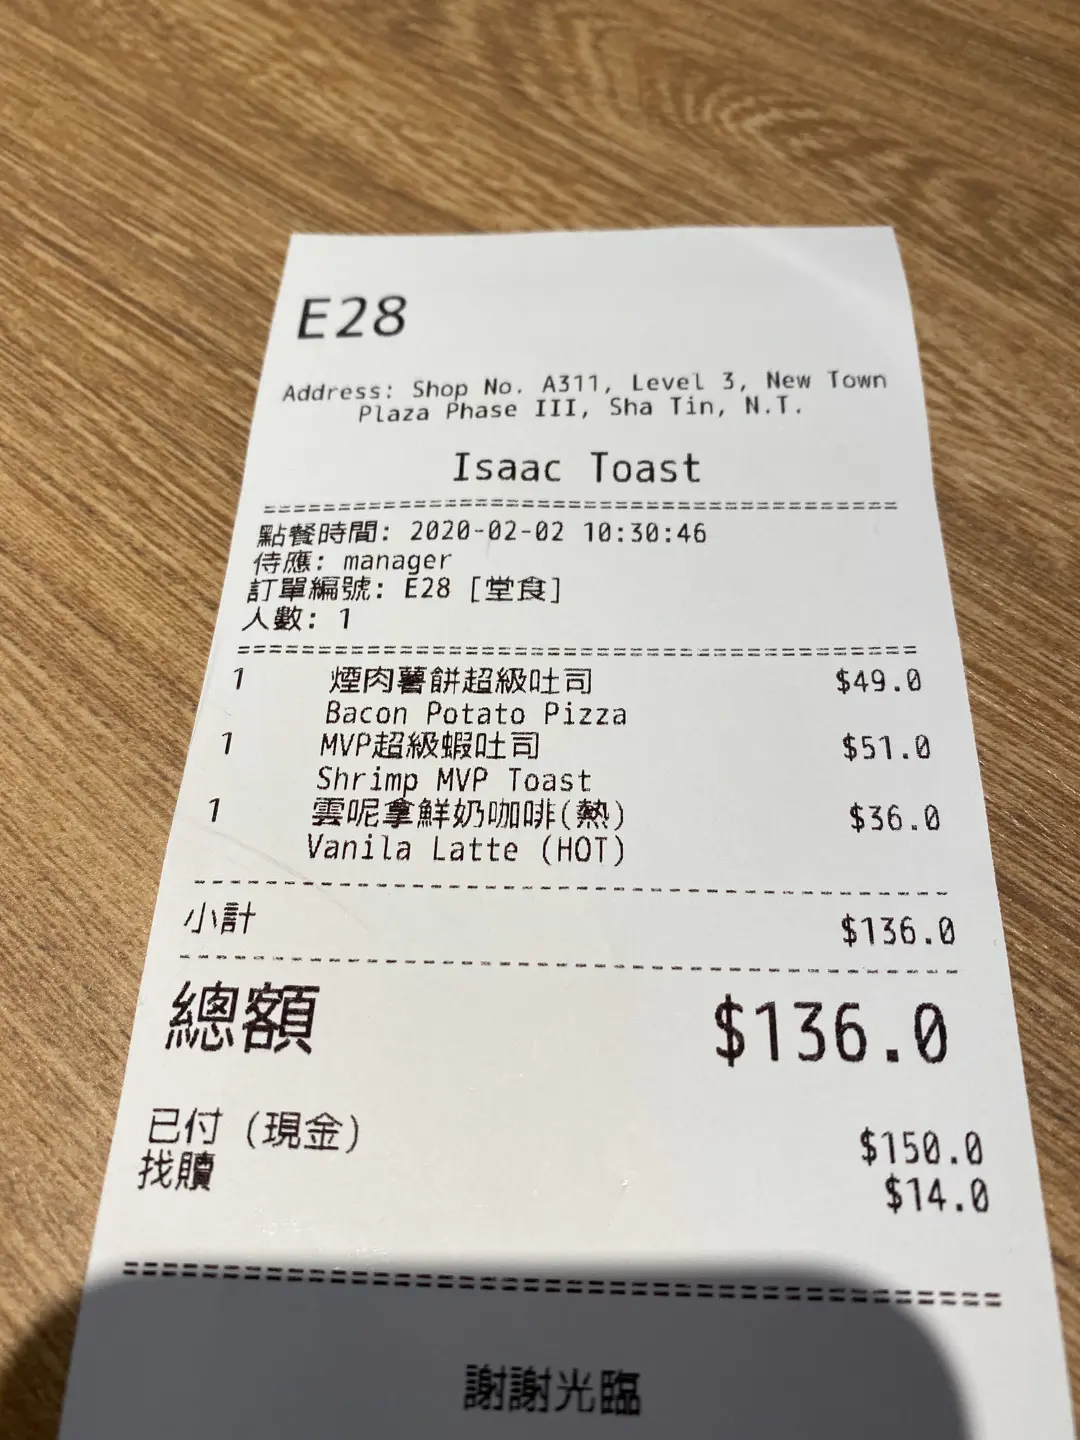 E28
Address: Shop No. A311, Level 3, New Town
Plaza Phase III, Sha Tin, N.T.
Isaac Toast
點餐時間: 2020-02-02 10:30:46
侍應: manager
訂單編號: E28 [堂食]
人數: 1
1 煙肉薯餅超級吐司 $49.0
Bacon Potato Pizza
1 MVP超級蝦吐司 $51.0
Shrimp MVP Toast
1 雲呢拿鮮奶咖啡(熱) $36.0
Vanila Latte (HOT)
小計 $136.0
總額 $136.0
已付 (現金) $150.0
找贖 $14.0
謝謝光臨